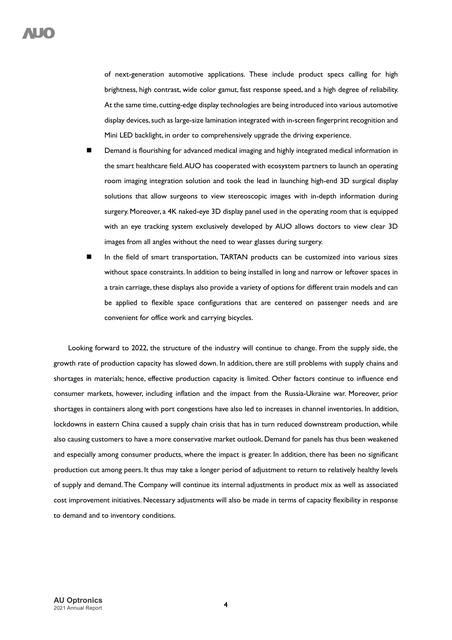 AUO
of next-generation automotive applications. These include product specs calling for high
brightness, high contrast, wide color gamut, fast response speed, and a high degree of reliability.
At the same time, cutting-edge display technologies are being introduced into various automotive
display devices, such as large-size lamination integrated with in-screen fingerprint recognition and
Mini LED backlight, in order to comprehensively upgrade the driving experience.
■ Demand is flourishing for advanced medical imaging and highly integrated medical information in
the smart healthcare field. AUO has cooperated with ecosystem partners to launch an operating
room imaging integration solution and took the lead in launching high-end 3D surgical display
solutions that allow surgeons to view stereoscopic images with in-depth information during
surgery. Moreover, a 4K naked-eye 3D display panel used in the operating room that is equipped
with an eye tracking system exclusively developed by AUO allows doctors to view clear 3D
images from all angles without the need to wear glasses during surgery.
■ In the field of smart transportation, TARTAN products can be customized into various sizes
without space constraints. In addition to being installed in long and narrow or leftover spaces in
a train carriage, these displays also provide a variety of options for different train models and can
be applied to flexible space configurations that are centered on passenger needs and are
convenient for office work and carrying bicycles.
Looking forward to 2022, the structure of the industry will continue to change. From the supply side, the
growth rate of production capacity has slowed down. In addition, there are still problems with supply chains and
shortages in materials; hence, effective production capacity is limited. Other factors continue to influence end
consumer markets, however, including inflation and the impact from the Russia-Ukraine war. Moreover, prior
shortages in containers along with port congestions have also led to increases in channel inventories. In addition,
lockdowns in eastern China caused a supply chain crisis that has in turn reduced downstream production, while
also causing customers to have a more conservative market outlook. Demand for panels has thus been weakened
and especially among consumer products, where the impact is greater. In addition, there has been no significant
production cut among peers. It thus may take a longer period of adjustment to return to relatively healthy levels
of supply and demand. The Company will continue its internal adjustments in product mix as well as associated
cost improvement initiatives. Necessary adjustments will also be made in terms of capacity flexibility in response
to demand and to inventory conditions.
AU Optronics
2021 Annual Report
4